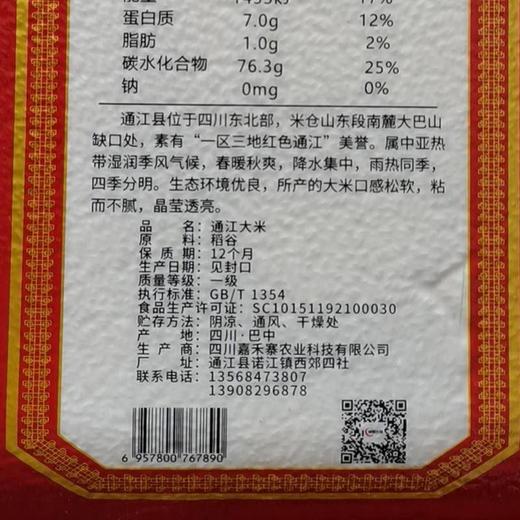 能量 1453kJ 17%
蛋白质 7.0g 12%
脂肪 1.0g 2%
碳水化合物 76.3g 25%
钠 0mg 0%
通江县位于四川东北部，米仓山东段南麓大巴山
缺口处，素有“一区三地红色通江”美誉。属中亚热
带湿润季风气候，春暖秋爽，降水集中，雨热同季，
四季分明。生态环境优良，所产的大米口感松软，粘
而不腻，晶莹透亮。
品名：通江大米
原料：稻谷
保质期：12个月
生产日期：见封口
质量等级：一级
执行标准：GB/T 1354
食品生产许可证：SC10151192100030
贮存方法：阴凉、通风、干燥处
产地：四川·巴中
生产商：四川嘉禾寨农业科技有限公司
厂址：通江县诺江镇西郊四社
联系电话：13568473807
13908296878
6 957800 767890